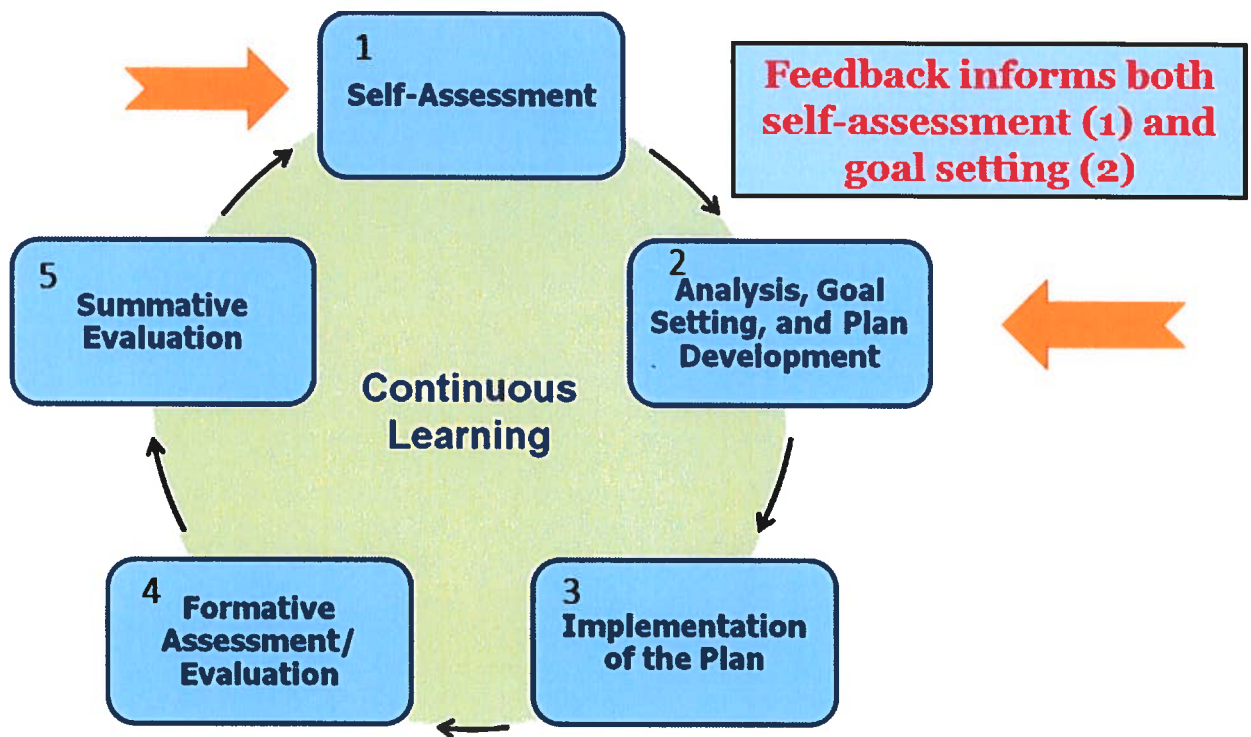 1
Self-Assessment
Feedback informs both
self-assessment (1) and
goal setting (2)
2
Analysis, Goal
Setting, and Plan
Development
3
Implementation
of the Plan
4
Formative
Assessment/
Evaluation
5
Summative
Evaluation
Continuous
Learning